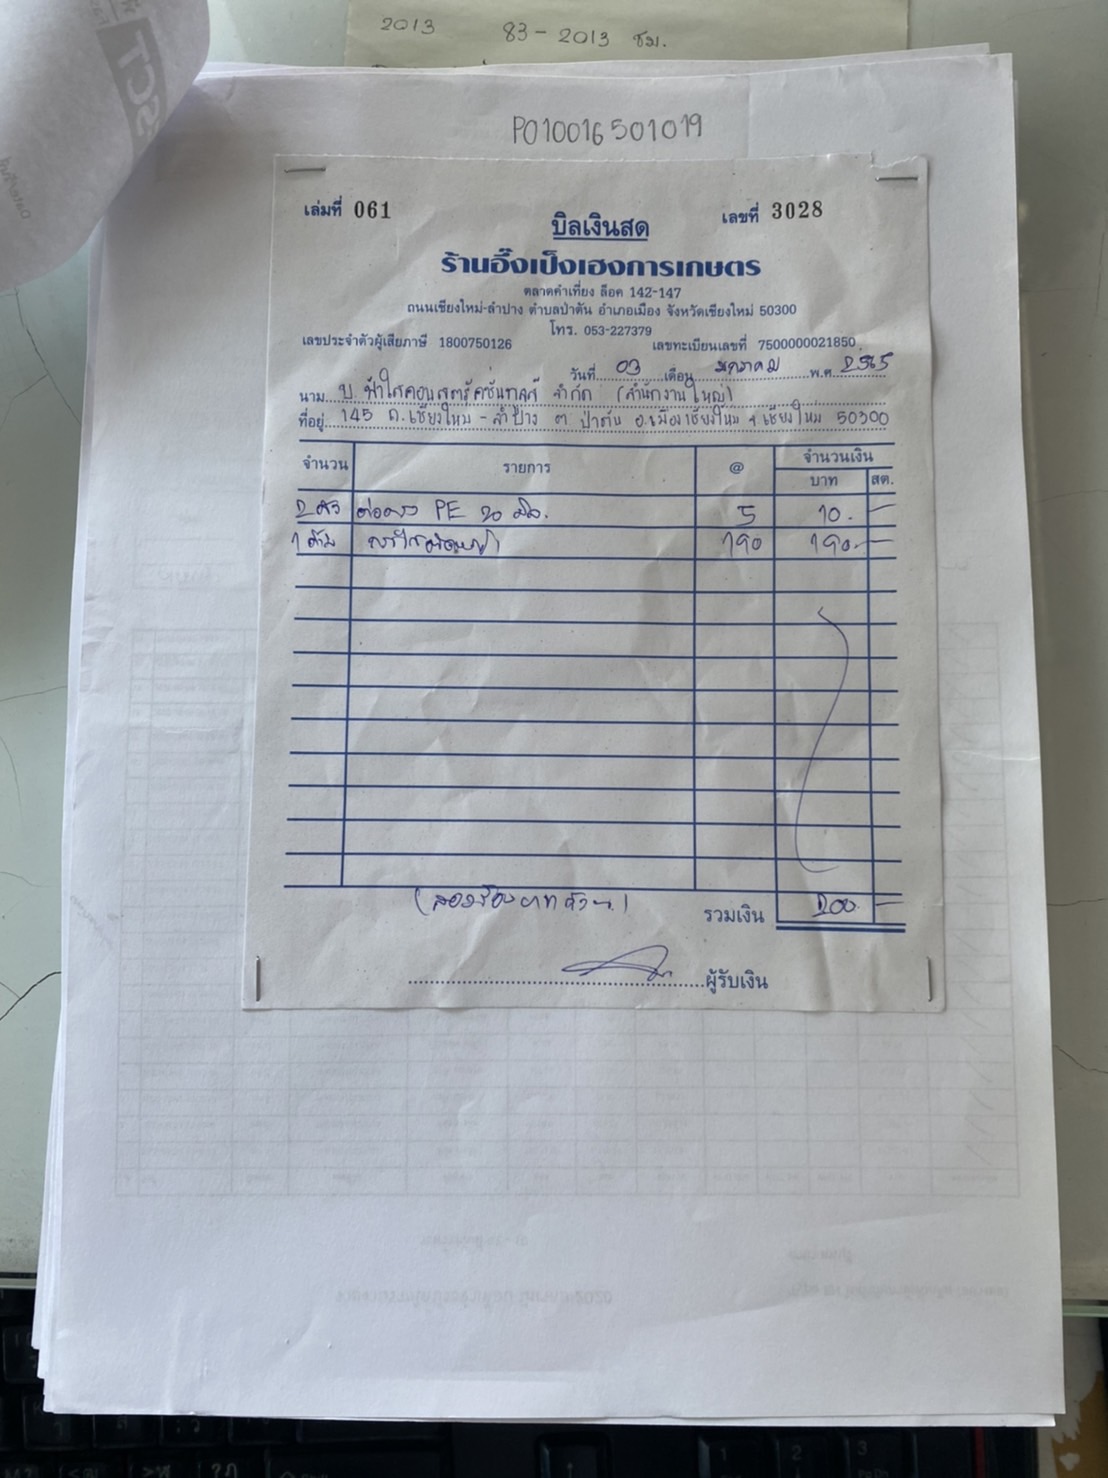 2013 83-2013 ชม.
PO10016501019
เล่มที่ 061
เลขที่ 3028
บิลเงินสด
ร้านอึ๊งเป็งเฮงการเกษตร
ตลาดคำเที่ยง ล็อค 142-147
ถนนเชียงใหม่-ลำปาง ตำบลป่าตัน อำเภอเมือง จังหวัดเชียงใหม่ 50300
โทร. 053-227379
เลขประจำตัวผู้เสียภาษี 1800750126
เลขทะเบียนเลขที่ 7500000021850
วันที่ 03 เดือน มกราคม พ.ศ. 2565
นาม บ. ฟ้าใสคอนสตรัคชั่นทูลส์ จำกัด (สำนักงานใหญ่)
ที่อยู่ 145 ถ.เชียงใหม่-ลำปาง ต. ป่าตัน อ.เมืองเชียงใหม่ จ.เชียงใหม่ 50300
จำนวน รายการ @ จำนวนเงิน
บาท สต.
2 ตัว ต่อตรง PE 20 มิล. 5 10. -
1 ด้าม 190 190. -
(สองร้อยบาทถ้วน) รวมเงิน 200. -
ผู้รับเงิน